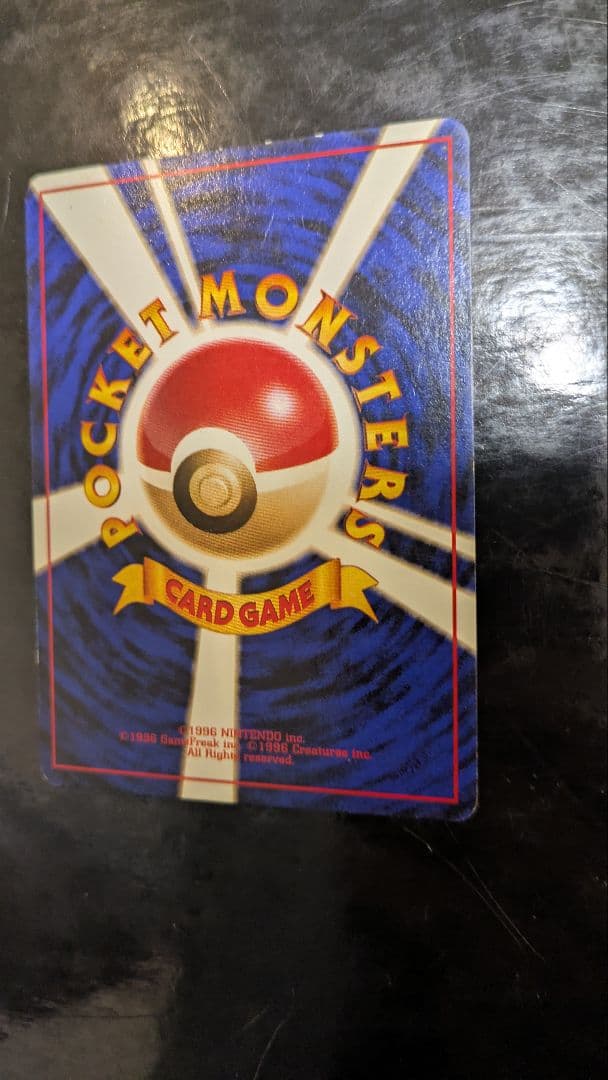 POCKET MONSTERS
CARD GAME
©1996 NINTENDO inc.
©1996 GameFreak inc. ©1996 Creatures inc.
All Rights reserved.